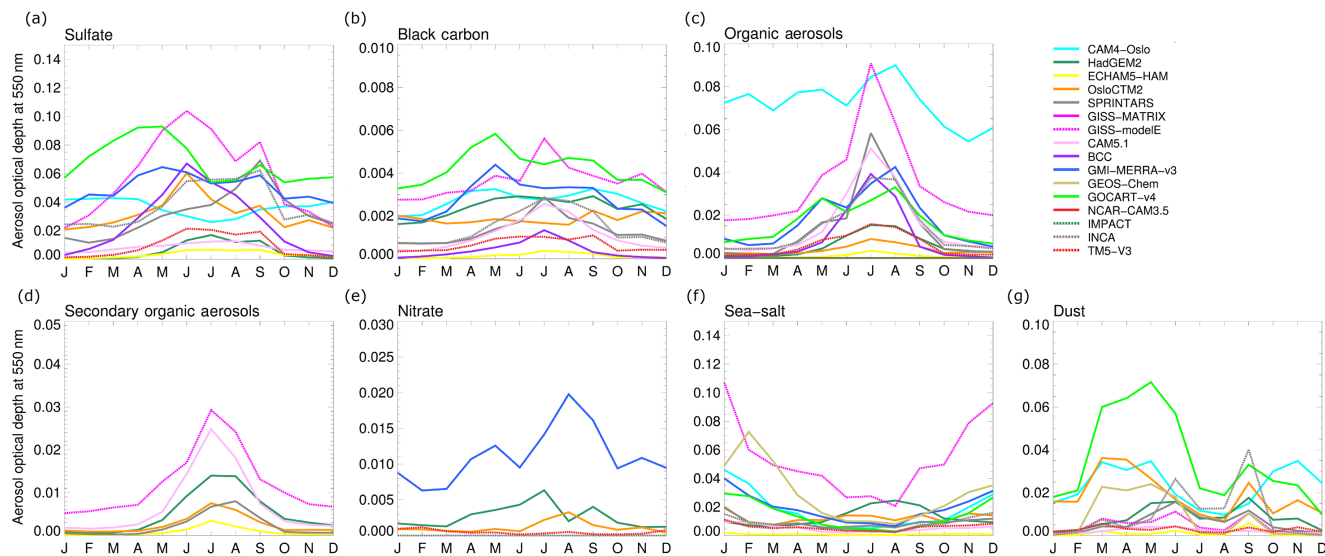 (a)
Sulfate
Aerosol optical depth at 550 nm
0.14
0.12
0.10
0.08
0.06
0.04
0.02
0.00
J F M A M J J A S O N D
(b)
Black carbon
0.010
0.008
0.006
0.004
0.002
0.000
J F M A M J J A S O N D
(c)
Organic aerosols
0.10
0.08
0.06
0.04
0.02
0.00
J F M A M J J A S O N D
CAM4-Oslo
HadGEM2
ECHAM5-HAM
OsloCTM2
SPRINTARS
GISS-MATRIX
GISS-modelE
CAM5.1
BCC
GMI-MERRA-v3
GEOS-Chem
GOCART-v4
NCAR-CAM3.5
IMPACT
INCA
TM5-V3
(d)
Secondary organic aerosols
Aerosol optical depth at 550 nm
0.05
0.04
0.03
0.02
0.01
0.00
J F M A M J J A S O N D
(e)
Nitrate
0.030
0.025
0.020
0.015
0.010
0.005
0.000
J F M A M J J A S O N D
(f)
Sea-salt
0.14
0.12
0.10
0.08
0.06
0.04
0.02
0.00
J F M A M J J A S O N D
(g)
Dust
0.10
0.08
0.06
0.04
0.02
0.00
J F M A M J J A S O N D